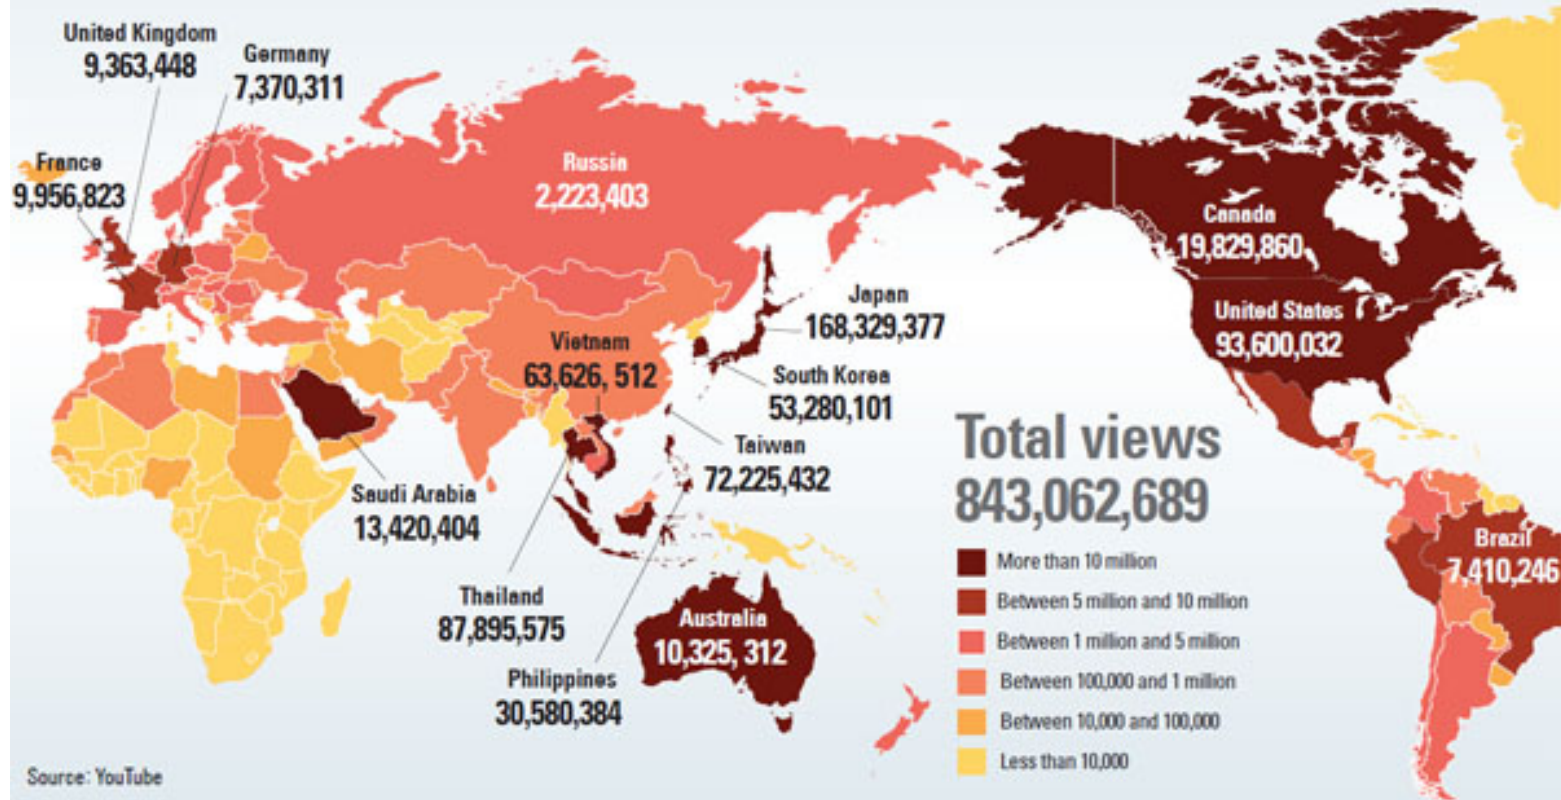 United Kingdom
9,363,448
Germany
7,370,311
France
9,956,823
Russia
2,223,403
Canada
19,829,860
United States
93,600,032
Japan
168,329,377
Vietnam
63,626, 512
South Korea
53,280,101
Taiwan
72,225,432
Saudi Arabia
13,420,404
Thailand
87,895,575
Philippines
30,580,384
Australia
10,325, 312
Brazil
7,410,246
Total views
843,062,689
More than 10 million
Between 5 million and 10 million
Between 1 million and 5 million
Between 100,000 and 1 million
Between 10,000 and 100,000
Less than 10,000
Source: YouTube